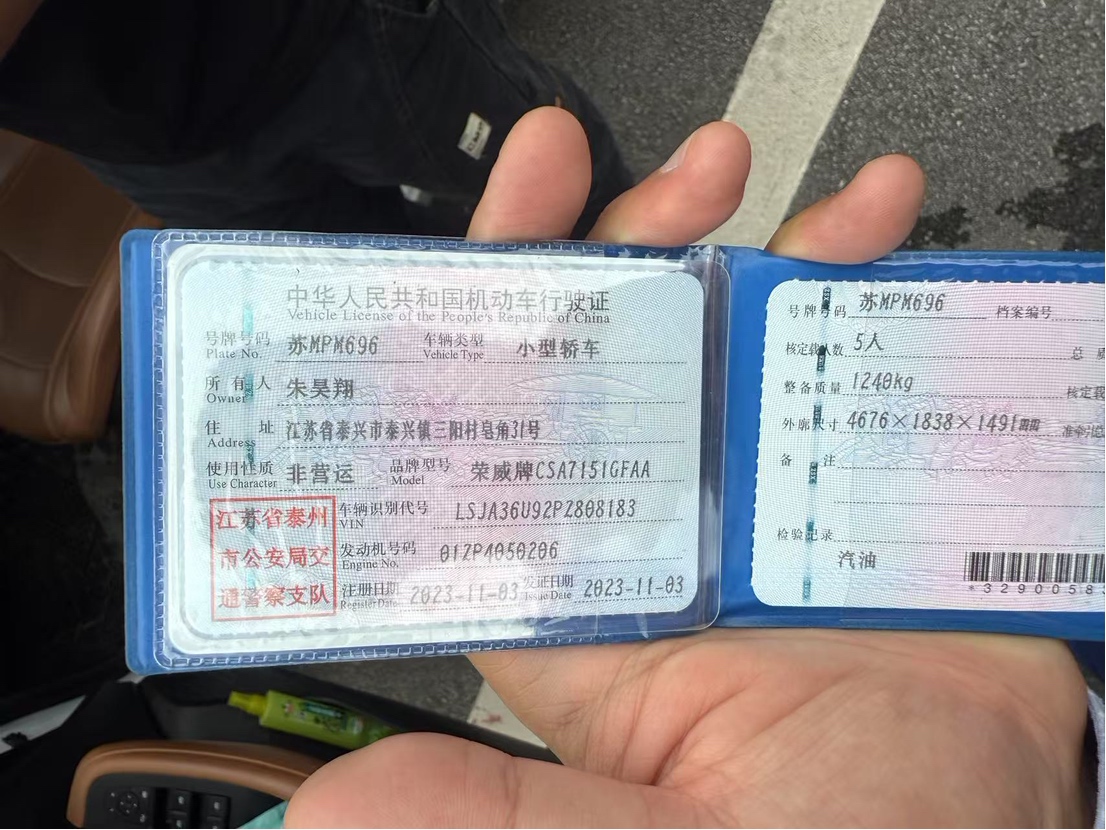 中华人民共和国机动车行驶证
Vehicle License of the People's Republic of China
号牌号码 苏MPM696 车辆类型 小型轿车
Plate No. Vehicle Type
所有人 朱昊翔
Owner
住址 江苏省泰兴市泰兴镇三阳村皂角31号
Address
使用性质 非营运 品牌型号 荣威牌CSA7151GFAA
Use Character Model
江苏省泰州
市公安局交
通警察支队
车辆识别代号 LSJA36U92PZ808183
VIN
发动机号码 01ZP4050206
Engine No.
注册日期 2023-11-03 发证日期 2023-11-03
Register Date Issue Date
号牌号码 苏MPM696 档案编号
核定载人数 5人 总质
整备质量 1240kg 核定载
外廓尺寸 4676×1838×1491mm 准牵引
备注
检验记录
汽油
*32900583